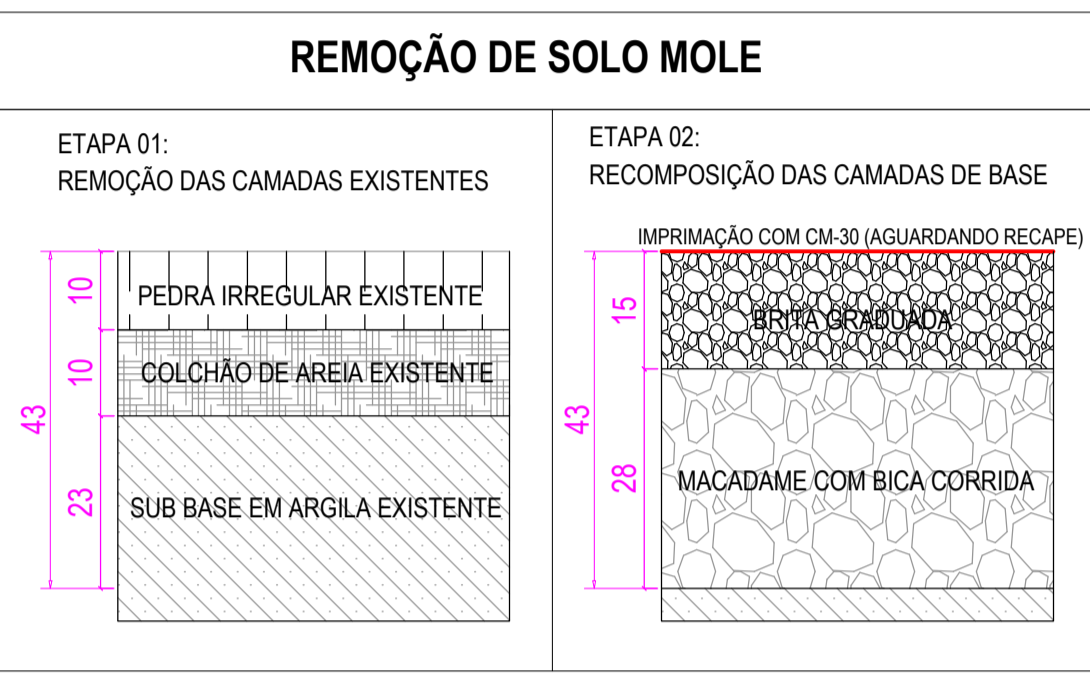 REMOÇÃO DE SOLO MOLE
ETAPA 01:
REMOÇÃO DAS CAMADAS EXISTENTES
10
PEDRA IRREGULAR EXISTENTE
10
COLCHÃO DE AREIA EXISTENTE
43
23
SUB BASE EM ARGILA EXISTENTE
ETAPA 02:
RECOMPOSIÇÃO DAS CAMADAS DE BASE
IMPRIMAÇÃO COM CM-30 (AGUARDANDO RECAPE)
15
BRITA GRADUADA
43
28
MACADAME COM BICA CORRIDA